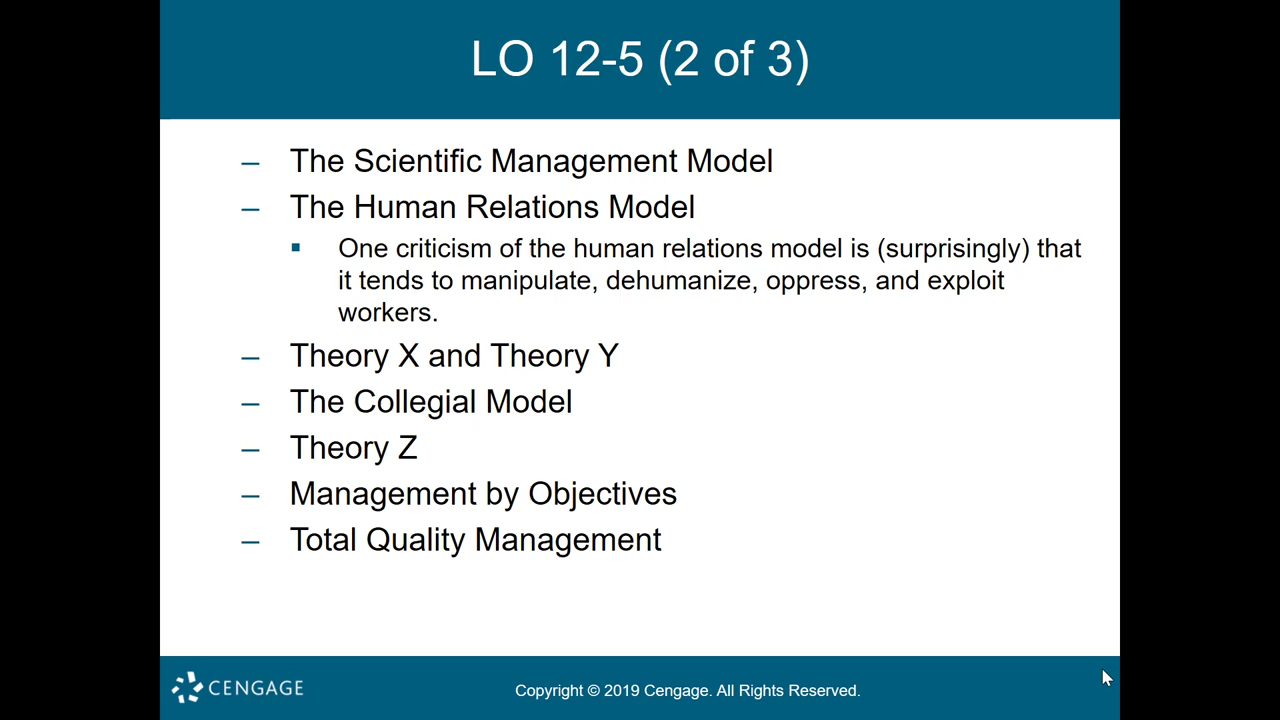 LO 12-5 (2 of 3)
– The Scientific Management Model
– The Human Relations Model
▪ One criticism of the human relations model is (surprisingly) that
it tends to manipulate, dehumanize, oppress, and exploit
workers.
– Theory X and Theory Y
– The Collegial Model
– Theory Z
– Management by Objectives
– Total Quality Management
CENGAGE
Copyright © 2019 Cengage. All Rights Reserved.